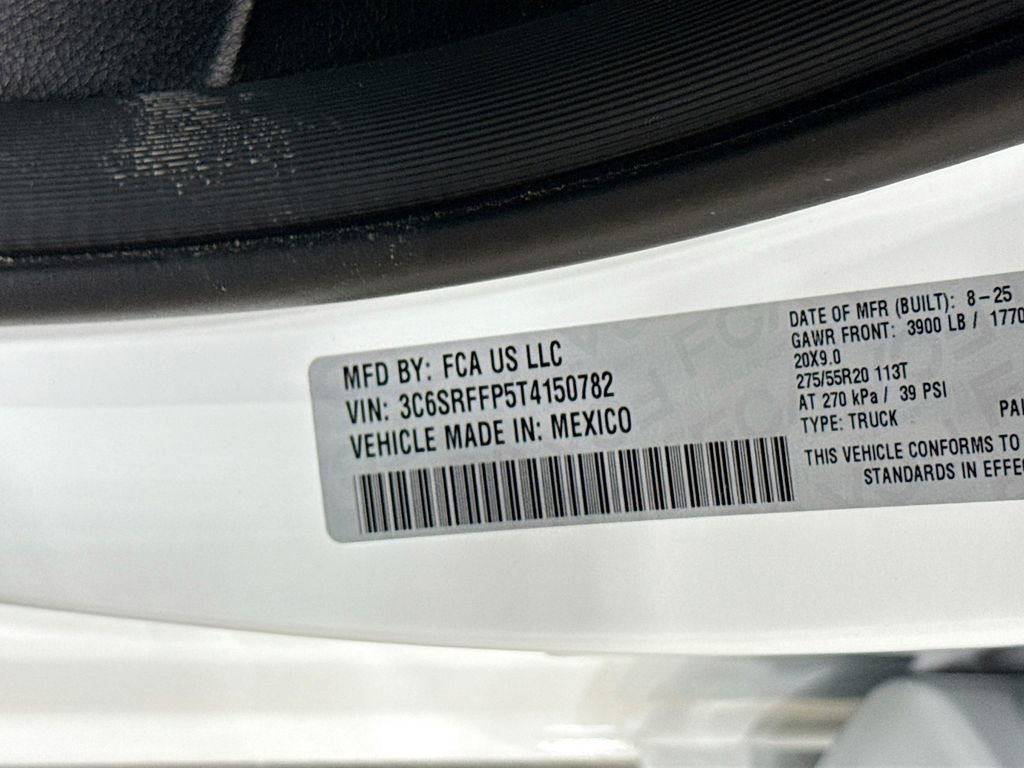 MFD BY: FCA US LLC
VIN: 3C6SRFFP5T4150782
VEHICLE MADE IN: MEXICO
DATE OF MFR (BUILT): 8-25
GAWR FRONT: 3900 LB / 1770
20X9.0
275/55R20 113T
AT 270 kPa / 39 PSI
TYPE: TRUCK
THIS VEHICLE CONFORMS TO
STANDARDS IN